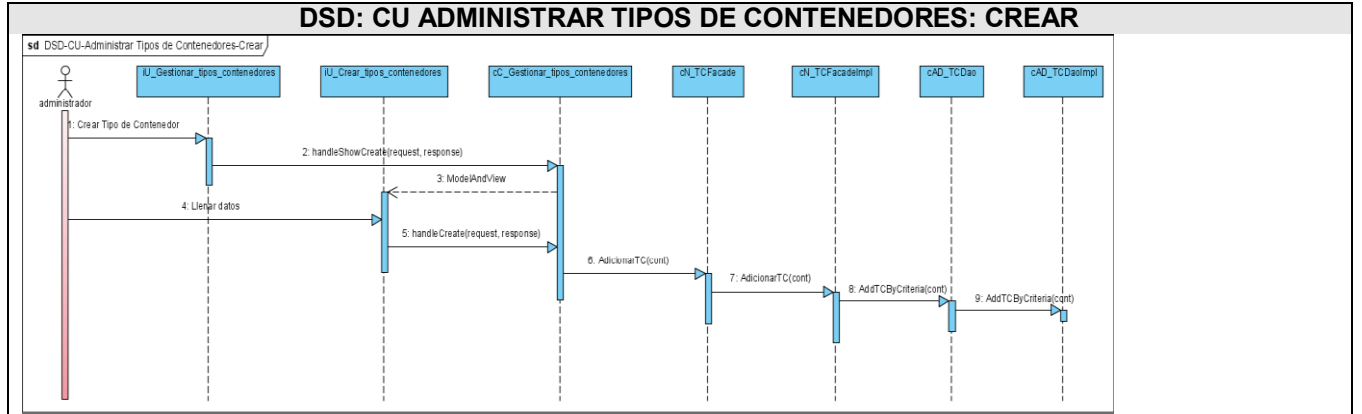 DSD: CU ADMINISTRAR TIPOS DE CONTENEDORES: CREAR
sd DSD-CU-Administrar Tipos de Contenedores-Crear
administrador
iU_Gestionar_tipos_contenedores
iU_Crear_tipos_contenedores
cC_Gestionar_tipos_contenedores
cN_TCFacade
cN_TCFacadeImpl
cAD_TCDao
cAD_TCDaoImpl
1: Crear Tipo de Contenedor
2: handleShowCreate(request, response)
3: ModelAndView
4: Llenar datos
5: handleCreate(request, response)
6. AdicionarTC(cont)
7: AdicionarTC(cont)
8: AddTCByCriteria(cont)
9: AddTCByCriteria(cont)